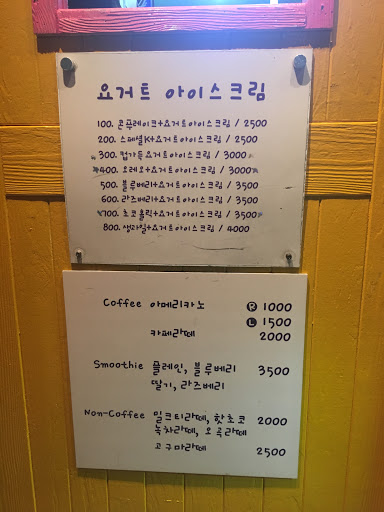 요거트 아이스크림
100. 콘푸레이크+요거트아이스크림 / 2500
200. 스페셜K+요거트아이스크림 / 2500
300. 컵가득 요거트아이스크림 / 3000
400. 오레오+요거트아이스크림 / 3000
500. 블루베리+요거트아이스크림 / 3500
600. 라즈베리+요거트아이스크림 / 3500
700. 초코홀릭+요거트아이스크림 / 3500
800. 생과일+요거트아이스크림 / 4000
Coffee 아메리카노 R 1000
L 1500
카페라떼 2000
Smoothie 플레인, 블루베리 3500
딸기, 라즈베리
Non-Coffee 밀크티라떼, 핫초코 2000
녹차라떼, 오곡라떼
고구마라떼 2500